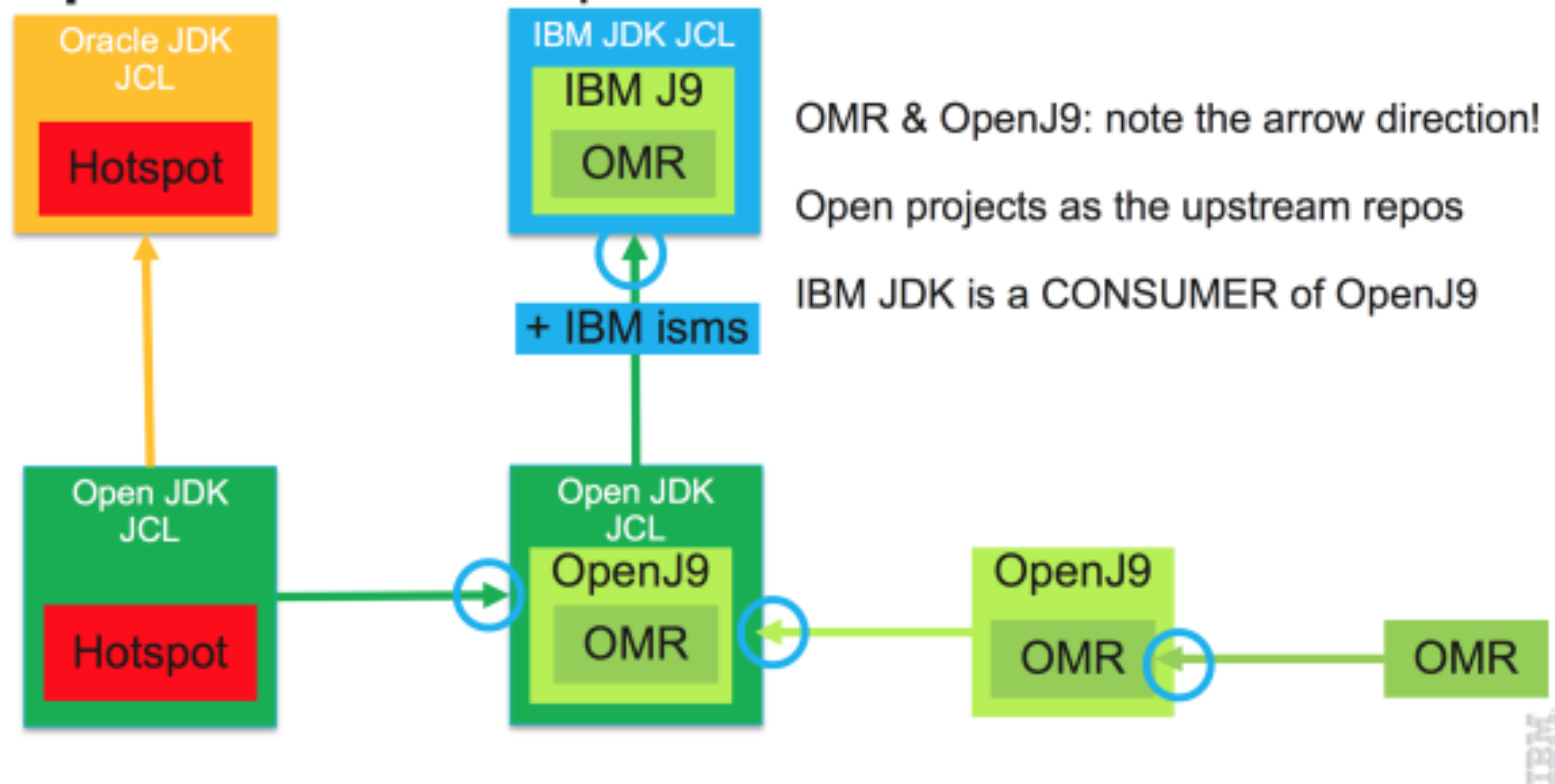 Oracle JDK
JCL
Hotspot
IBM JDK JCL
IBM J9
OMR
OMR & OpenJ9: note the arrow direction!
Open projects as the upstream repos
IBM JDK is a CONSUMER of OpenJ9
+ IBM isms
Open JDK
JCL
Hotspot
Open JDK
JCL
OpenJ9
OMR
OpenJ9
OMR
OMR
IBM